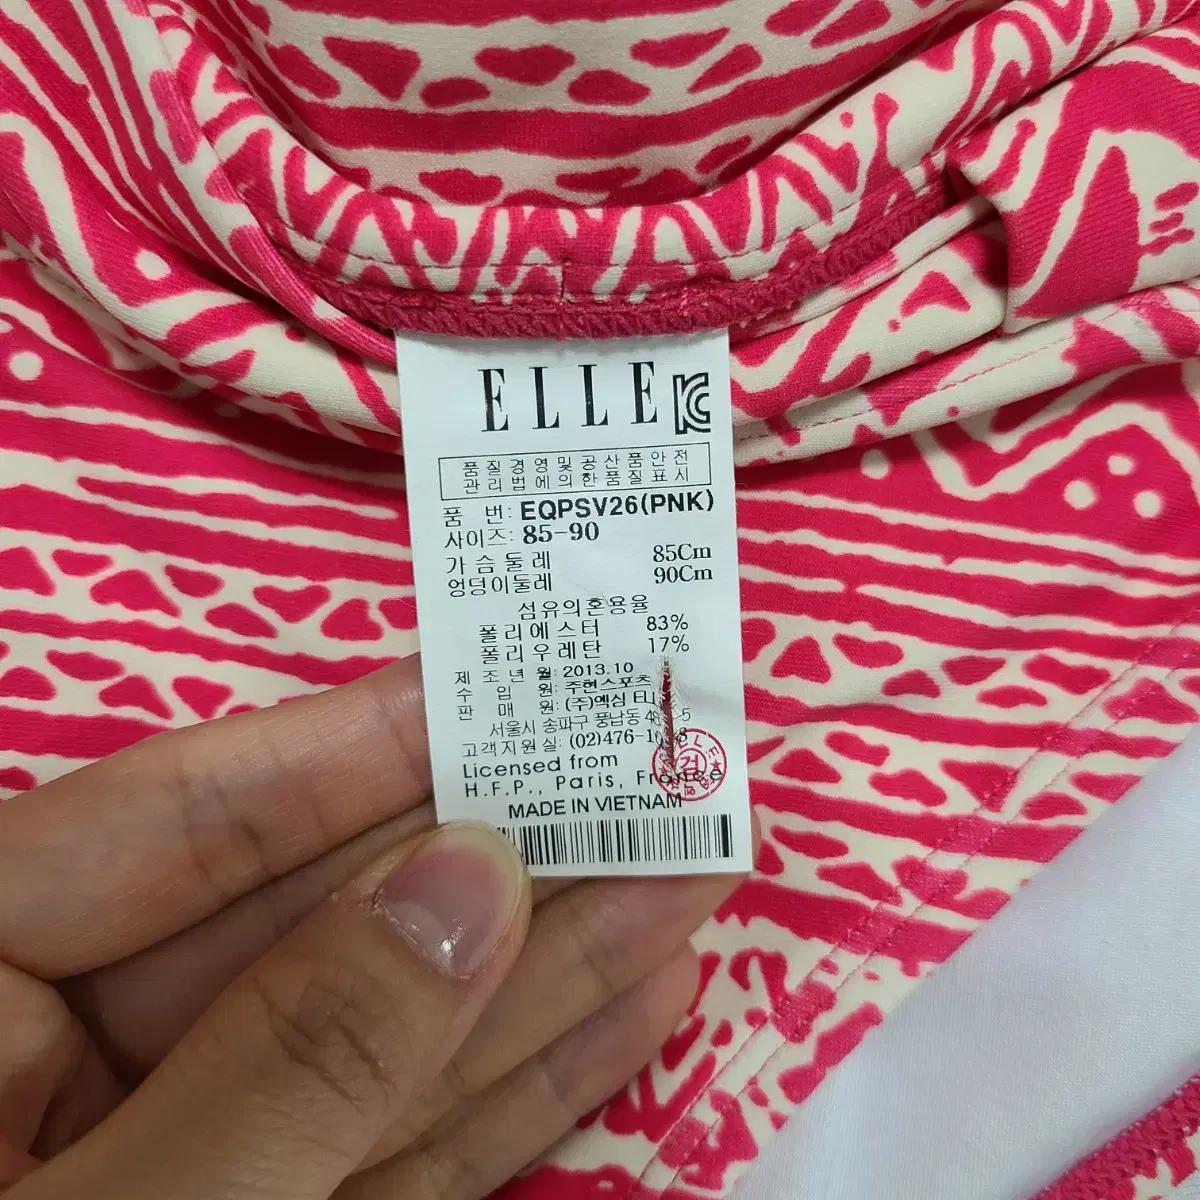 ELLE
품질경영및공산품안전
관리법에의한품질표시
품 번: EQPSV26(PNK)
사이즈: 85-90
가슴둘레 85Cm
엉덩이둘레 90Cm
섬유의혼용율
폴리에스터 83%
폴리우레탄 17%
제조년월: 2013.10
수 입 원: 주현스포츠
판 매 원: (주)엑심
서울시 송파구 풍납동
고객지원실: (02)476-
Licensed from
H.F.P., Paris, France
ELLE
검
MADE IN VIETNAM